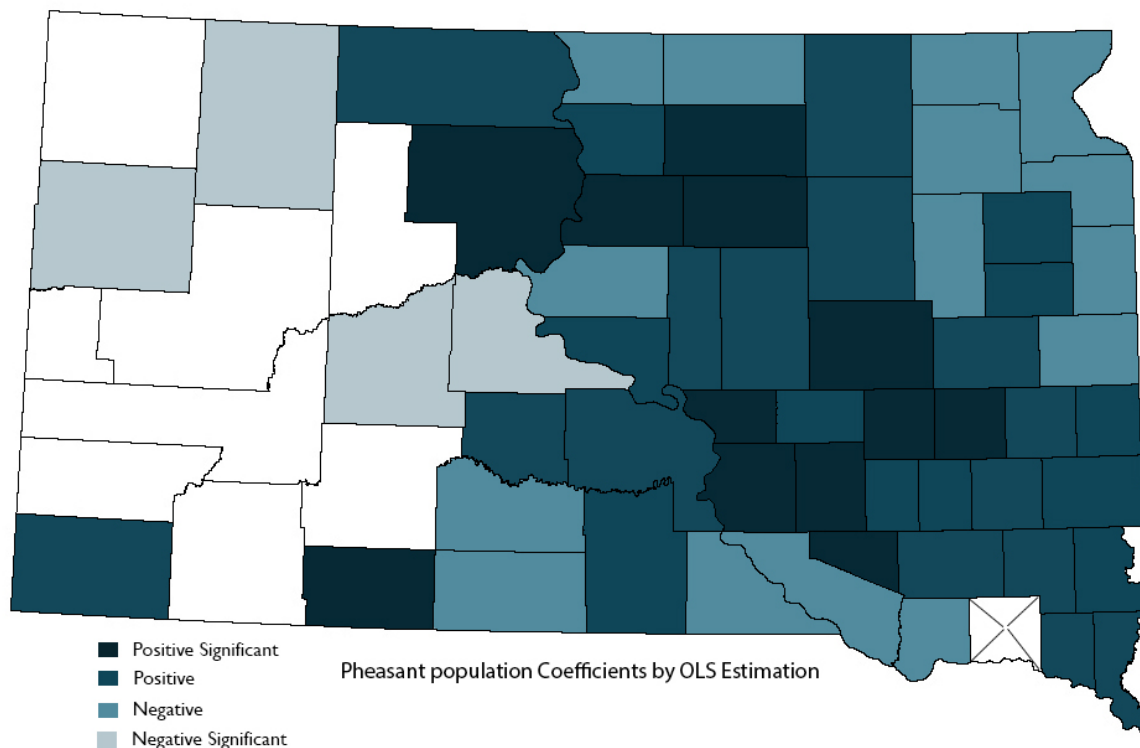 Positive Significant
Pheasant population Coefficients by OLS Estimation
Positive
Negative
Negative Significant